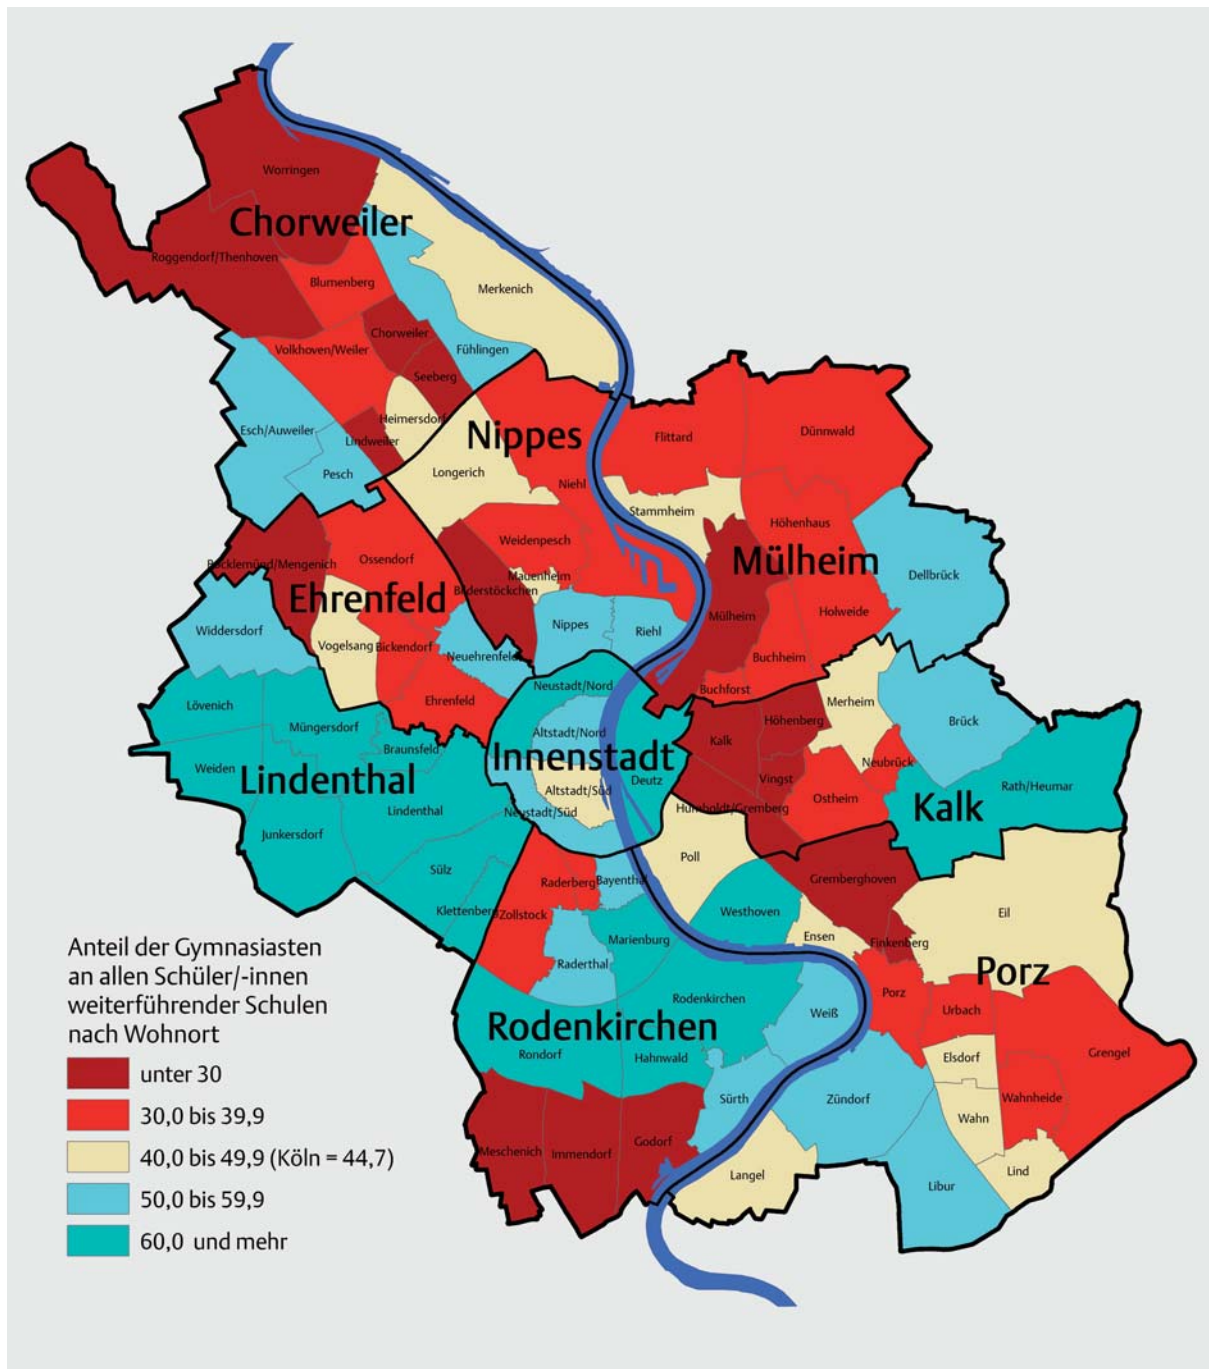 Worringen
Chorweiler
Roggendorf/Thenhoven
Blumenberg
Merkenich
Chorweiler
Volkhoven/Weiler
Fühlingen
Seeberg
Heimersdorf
Esch/Auweiler
Lindweiler
Pesch
Nippes
Longerich
Niehl
Flittard
Dünnwald
Stammheim
Höhenhaus
Weidenpesch
Ossendorf
Bocklemünd/Mengenich
Mauenheim
Bilderstöckchen
Mülheim
Dellbrück
Ehrenfeld
Holweide
Mülheim
Widdersdorf
Nippes
Riehl
Vogelsang
Bickendorf
Neuehrenfeld
Buchheim
Neustadt/Nord
Buchforst
Ehrenfeld
Lövenich
Merheim
Höhenberg
Brück
Müngersdorf
Altstadt/Nord
Braunsfeld
Kalk
Innenstadt
Weiden
Lindenthal
Deutz
Vingst
Neubrück
Rath/Heumar
Altstadt/Süd
Ostheim
Lindenthal
Neustadt/Süd
Humboldt/Gremberg
Kalk
Junkersdorf
Poll
Sülz
Raderberg
Bayenthal
Gremberghoven
Klettenberg
Zollstock
Westhoven
Eil
Marienburg
Ensen
Finkenberg
Raderthal
Porz
Porz
Rodenkirchen
Weiß
Urbach
Rodenkirchen
Rondorf
Hahnwald
Elsdorf
Grengel
Sürth
Zündorf
Wahnheide
Wahn
Godorf
Meschenich
Immendorf
Langel
Lind
Libur
Anteil der Gymnasiasten
an allen Schüler/-innen
weiterführender Schulen
nach Wohnort
unter 30
30,0 bis 39,9
40,0 bis 49,9 (Köln = 44,7)
50,0 bis 59,9
60,0 und mehr